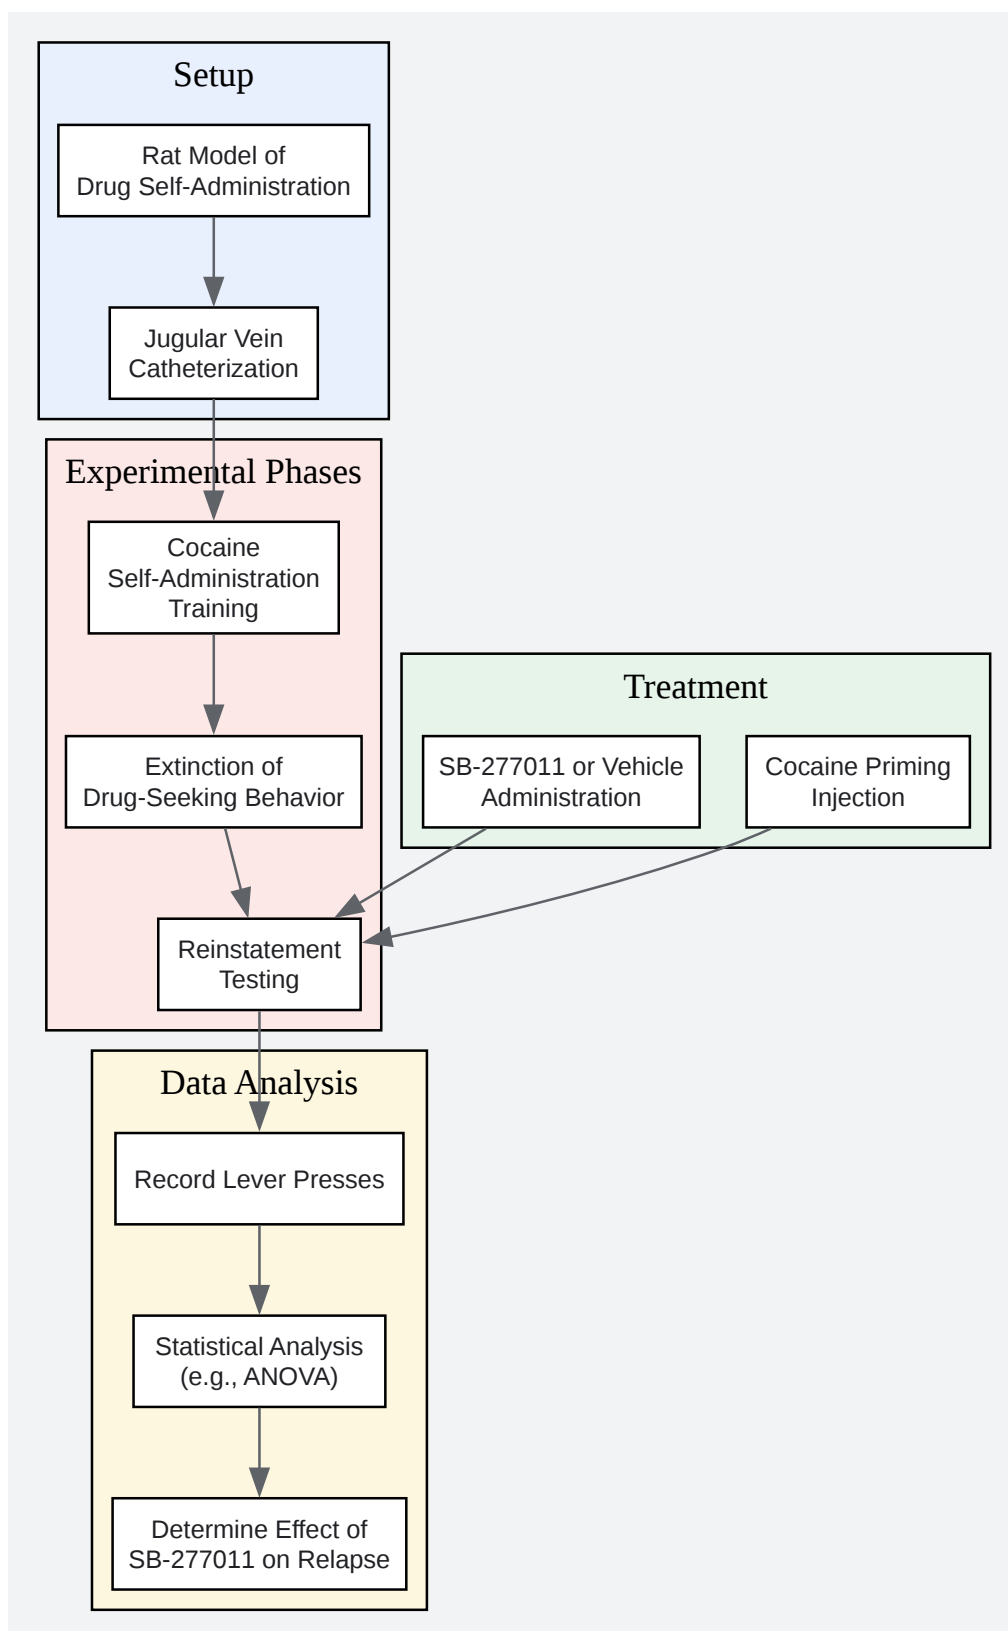 Setup
Rat Model of
Drug Self-Administration
Jugular Vein
Catheterization
Experimental Phases
Cocaine
Self-Administration
Training
Extinction of
Drug-Seeking Behavior
Treatment
SB-277011 or Vehicle
Administration
Cocaine Priming
Injection
Reinstatement
Testing
Data Analysis
Record Lever Presses
Statistical Analysis
(e.g., ANOVA)
Determine Effect of
SB-277011 on Relapse